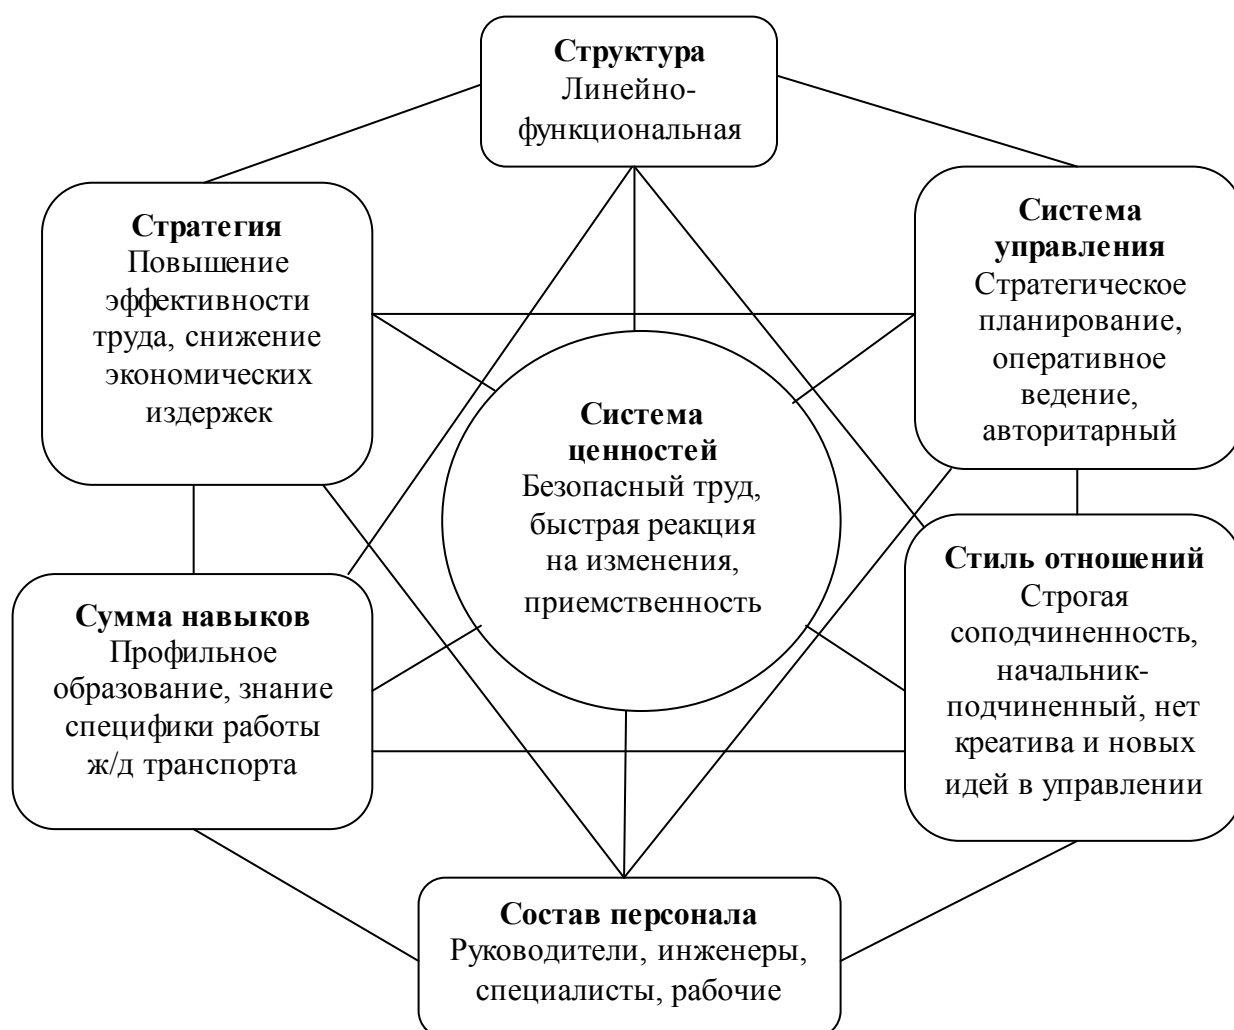 Структура
Линейно-
функциональная
Стратегия
Повышение
эффективности
труда, снижение
экономических
издержек
Система
управления
Стратегическое
планирование,
оперативное
ведение,
авторитарный
Система
ценностей
Безопасный труд,
быстрая реакция
на изменения,
приемственность
Сумма навыков
Профильное
образование, знание
специфики работы
ж/д транспорта
Стиль отношений
Строгая
соподчиненность,
начальник-
подчиненный, нет
креатива и новых
идей в управлении
Состав персонала
Руководители, инженеры,
специалисты, рабочие